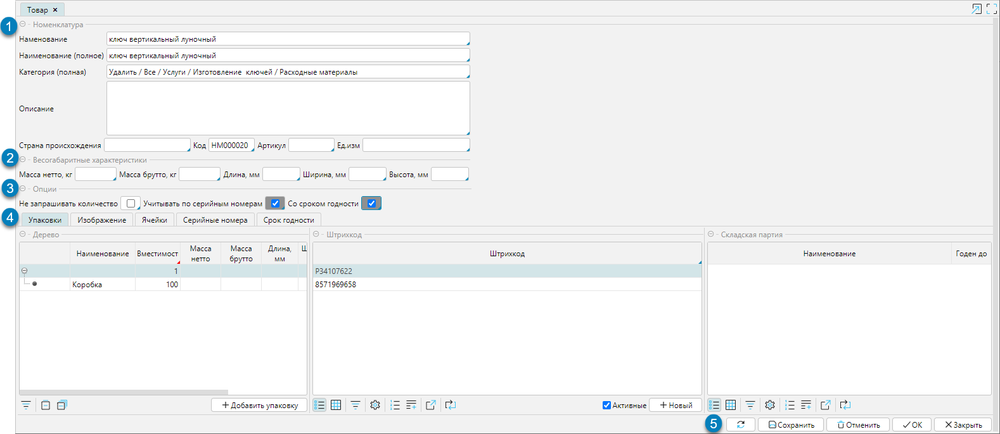 Товар ×
1
Номенклатура
Наменование ключ вертикальный луночный
Наименование (полное) ключ вертикальный луночный
Категория (полная) Удалить / Все / Услуги / Изготовление ключей / Расходные материалы
Описание
Страна происхождения Код НМ000020 Артикул Ед.изм
2
Весогабаритные характеристики
Масса нетто, кг Масса брутто, кг Длина, мм Ширина, мм Высота, мм
3
Опции
Не запрашивать количество Учитывать по серийным номерам Со сроком годности
4
Упаковки Изображение Ячейки Серийные номера Срок годности
Дерево
Наименование Вместимост Масса нетто Масса брутто Длина, мм Ш
1
Коробка 100
Добавить упаковку
Штрихкод
Штрихкод
P34107622
8571969658
Активные Новый
Складская партия
Наименование Годен до
5
Сохранить Отменить ОК Закрыть